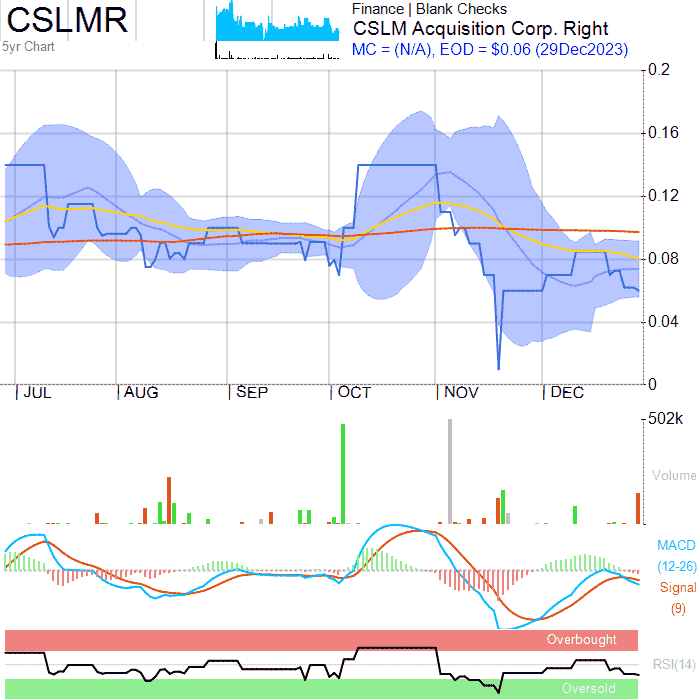 CSLMR
5yr Chart
Finance | Blank Checks
CSLM Acquisition Corp. Right
MC = (N/A), EOD = $0.06 (29Dec2023)
0.2
0.16
0.12
0.08
0.04
0
JUL AUG SEP OCT NOV DEC
502k
Volume
MACD
(12-26)
Signal
(9)
Overbought
RSI(14)
Oversold